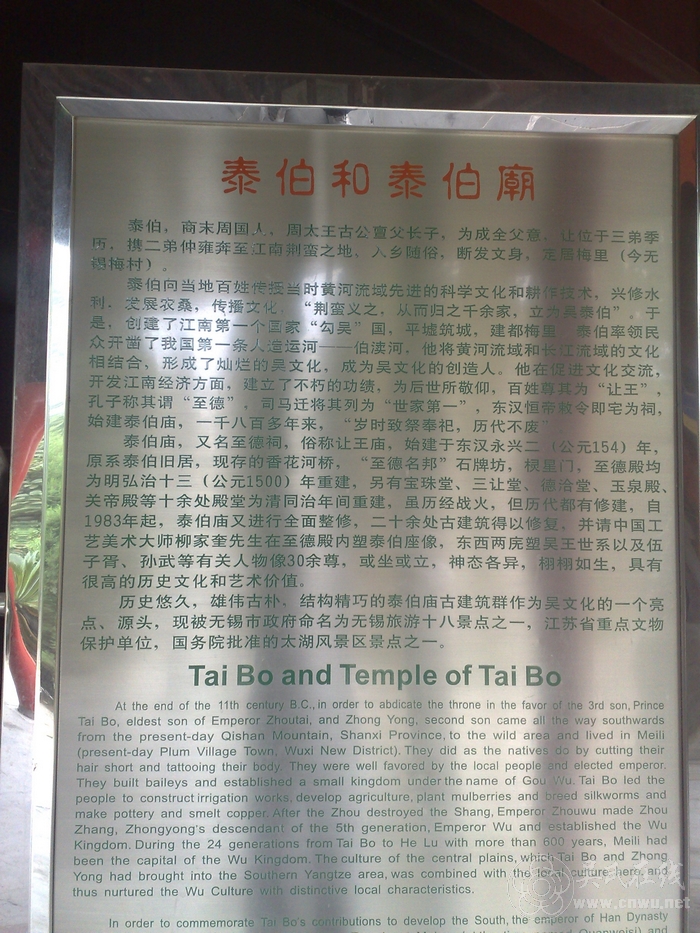 泰伯和泰伯廟
泰伯，商末周国人，周太王古公亶父长子，为成全父意，让位于三弟季
历，携二弟仲雍奔至江南荆蛮之地，入乡随俗，断发文身，定居梅里（今无
锡梅村）。
泰伯向当地百姓传授当时黄河流域先进的科学文化和耕作技术，兴修水
利，发展农桑，传播文化，“荆蛮义之，从而归之千余家，立为吴泰伯”。于
是，创建了江南第一个国家“勾吴”国，平墟筑城，建都梅里。泰伯率领民
众开凿了我国第一条人造运河——伯渎河，他将黄河流域和长江流域的文化
相结合，形成了灿烂的吴文化，成为吴文化的创造人。他在促进文化交流，
开发江南经济方面，建立了不朽的功绩，为后世所敬仰，百姓尊其为“让王”，
孔子称其谓“至德”，司马迁将其列为“世家第一”，东汉恒帝敕令即宅为祠，
始建泰伯庙，一千八百多年来，“岁时致祭奉祀，历代不废”
泰伯庙，又名至德祠，俗称让王庙，始建于东汉永兴二（公元154）年，
原系泰伯旧居，现存的香花河桥，“至德名邦”石牌坊，棂星门，至德殿均
为明弘治十三（公元1500）年重建，另有宝珠堂、三让堂、德洽堂、玉泉殿、
关帝殿等十余处殿堂为清同治年间重建，虽历经战火，但历代都有修建，自
1983年起，泰伯庙又进行全面整修，二十余处古建筑得以修复，并请中国工
艺美术大师柳家奎先生在至德殿内塑泰伯座像，东西两庑塑吴王世系以及伍
子胥、孙武等有关人物像30余尊，或坐或立，神态各异，栩栩如生，具有
很高的历史文化和艺术价值。
历史悠久，雄伟古朴，结构精巧的泰伯庙古建筑群作为吴文化的一个亮
点、源头，现被无锡市政府命名为无锡旅游十八景点之一，江苏省重点文物
保护单位，国务院批准的太湖风景区景点之一。
Tai Bo and Temple of Tai Bo
At the end of the 11th century B.C., in order to abdicate the throne in the favor of the 3rd son, Prince
Tai Bo, eldest son of Emperor Zhoutai, and Zhong Yong, second son came all the way southwards
from the present-day Qishan Mountain, Shanxi Province, to the wild area and lived in Meili
(present-day Plum Village Town, Wuxi New District). They did as the natives do by cutting their
hair short and tattooing their body. They were well favored by the local people and elected emperor.
They built baileys and established a small kingdom under the name of Gou Wu. Tai Bo led the
people to construct irrigation works, develop agriculture, plant mulberries and breed silkworms and
make pottery and smelt copper. After the Zhou destroyed the Shang, Emperor Zhouwu made Zhou
Zhang, Zhongyong's descendant of the 5th generation, Emperor Wu and established the Wu
Kingdom. During the 24 generations from Tai Bo to He Lu with more than 600 years, Meili had
been the capital of the Wu Kingdom. The culture of the central plains, which Tai Bo and Zhong
Yong had brought into the Southern Yangtze area, was combined with the local culture here and
thus nurtured the Wu Culture with distinctive local characteristics.
In order to commemorate Tai Bo's contributions to develop the South, the emperor of Han Dynasty
www.cnwu.net